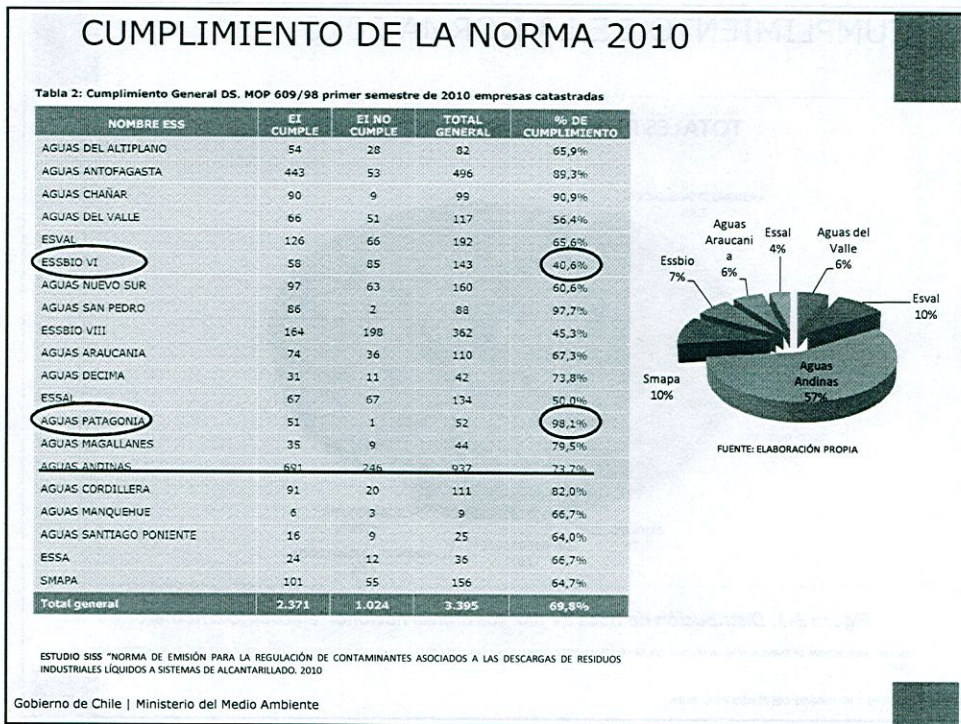 CUMPLIMIENTO DE LA NORMA 2010
Tabla 2: Cumplimiento General DS. MOP 609/98 primer semestre de 2010 empresas catastradas
NOMBRE ESS EI CUMPLE EI NO CUMPLE TOTAL GENERAL % DE CUMPLIMIENTO
AGUAS DEL ALTIPLANO 54 28 82 65,9%
AGUAS ANTOFAGASTA 443 53 496 89,3%
AGUAS CHAÑAR 90 9 99 90,9%
AGUAS DEL VALLE 66 51 117 56,4%
ESVAL 126 66 192 65,6%
ESSBIO VI 58 85 143 40,6%
AGUAS NUEVO SUR 97 63 160 60,6%
AGUAS SAN PEDRO 86 2 88 97,7%
ESSBIO VIII 164 198 362 45,3%
AGUAS ARAUCANIA 74 36 110 67,3%
AGUAS DECIMA 31 11 42 73,8%
ESSAL 67 67 134 50,0%
AGUAS PATAGONIA 51 1 52 98,1%
AGUAS MAGALLANES 35 9 44 79,5%
AGUAS ANDINAS 691 246 937 73,7%
AGUAS CORDILLERA 91 20 111 82,0%
AGUAS MANQUEHUE 6 3 9 66,7%
AGUAS SANTIAGO PONIENTE 16 9 25 64,0%
ESSA 24 12 36 66,7%
SMAPA 101 55 156 64,7%
Total general 2.371 1.024 3.395 69,8%
Essbio
7%
Aguas
Araucani
a
6%
Essal
4%
Aguas del
Valle
6%
Esval
10%
Smapa
10%
Aguas
Andinas
57%
FUENTE: ELABORACIÓN PROPIA
ESTUDIO SISS "NORMA DE EMISIÓN PARA LA REGULACIÓN DE CONTAMINANTES ASOCIADOS A LAS DESCARGAS DE RESIDUOS
INDUSTRIALES LÍQUIDOS A SISTEMAS DE ALCANTARILLADO. 2010
Gobierno de Chile | Ministerio del Medio Ambiente